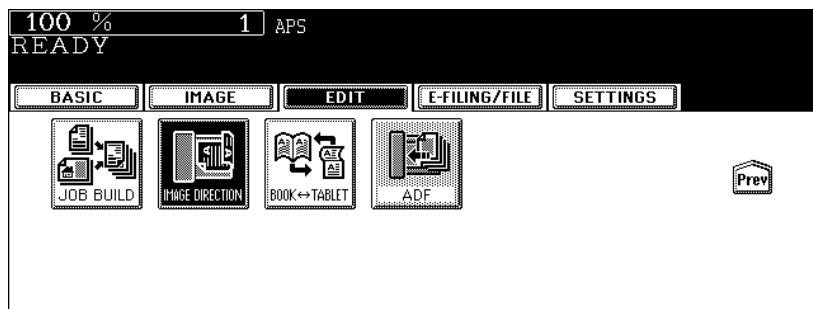 100 % 1 APS
READY
BASIC IMAGE EDIT E-FILING/FILE SETTINGS
JOB BUILD IMAGE DIRECTION BOOK↔TABLET ADF Prev